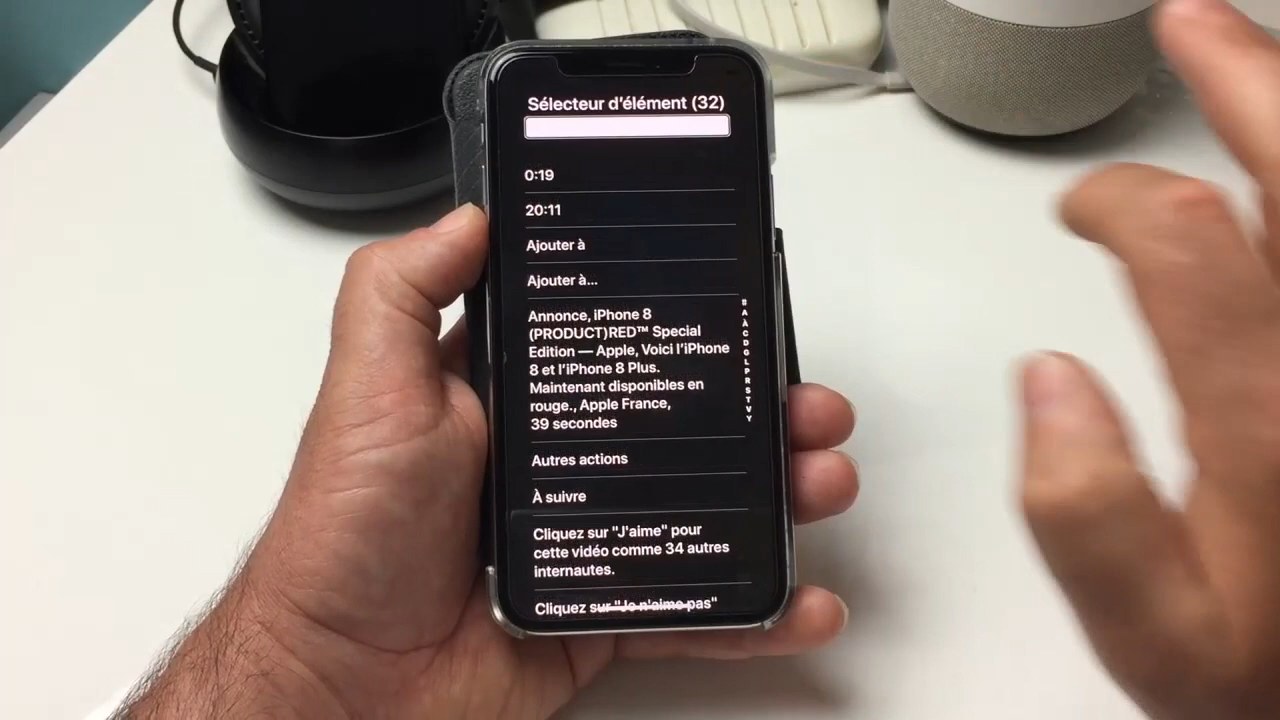 Sélecteur d'élément (32)
0:19
20:11
Ajouter à
Ajouter à...
Annonce, iPhone 8
(PRODUCT)RED™ Special
Edition — Apple, Voici l'iPhone
8 et l'iPhone 8 Plus.
Maintenant disponibles en
rouge., Apple France,
39 secondes
#
A
À
C
D
G
L
P
R
S
T
V
Y
Autres actions
À suivre
Cliquez sur "J'aime" pour
cette vidéo comme 34 autres
internautes.
Cliquez sur "Je n'aime pas"